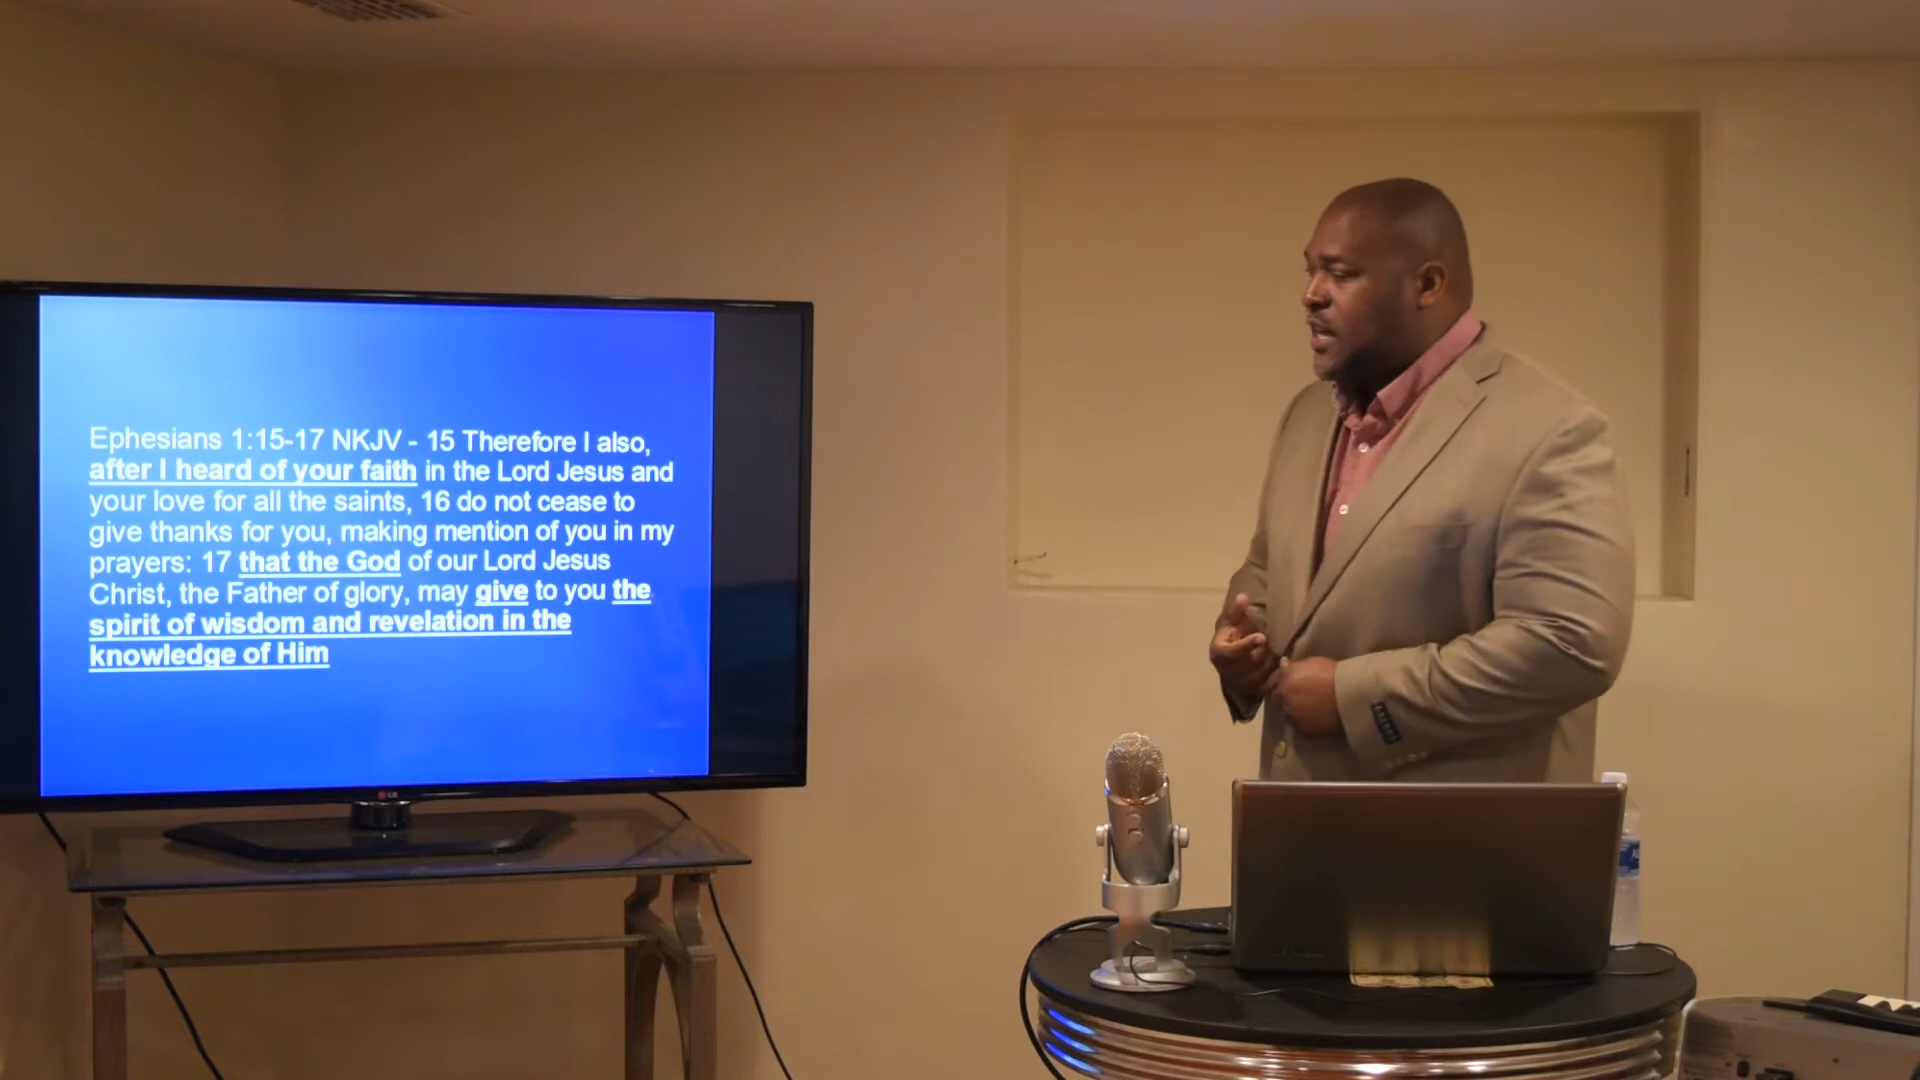 Ephesians 1:15-17 NKJV - 15 Therefore I also,
after I heard of your faith in the Lord Jesus and
your love for all the saints, 16 do not cease to
give thanks for you, making mention of you in my
prayers: 17 that the God of our Lord Jesus
Christ, the Father of glory, may give to you the
spirit of wisdom and revelation in the
knowledge of Him
LG